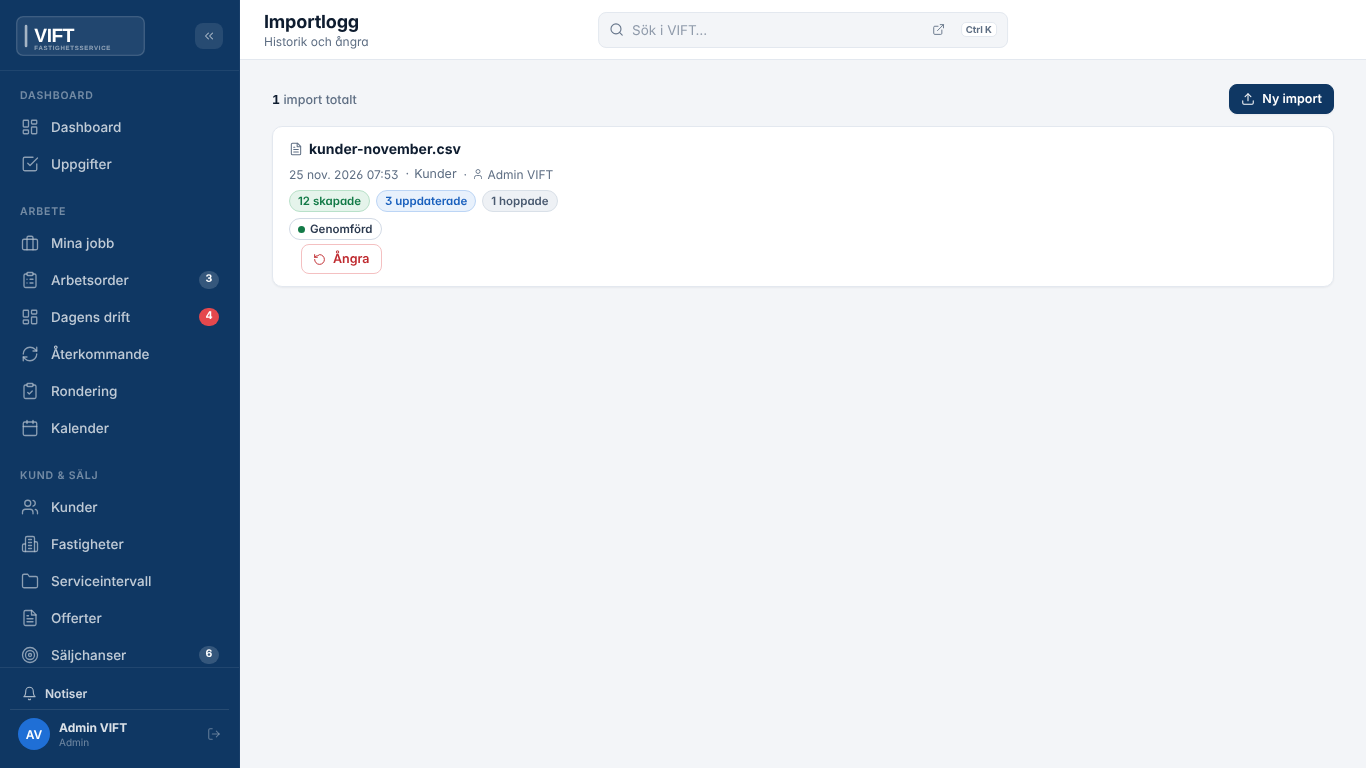 VIFT
FASTIGHETSSERVICE
DASHBOARD
Dashboard
Uppgifter
ARBETE
Mina jobb
Arbetsorder 3
Dagens drift 4
Återkommande
Rondering
Kalender
KUND & SÄLJ
Kunder
Fastigheter
Serviceintervall
Offerter
Säljchanser 6
Notiser
AV Admin VIFT
Admin
Importlogg
Historik och ångra
Sök i VIFT... Ctrl K
1 import totalt
Ny import
kunder-november.csv
25 nov. 2026 07:53 · Kunder · Admin VIFT
12 skapade 3 uppdaterade 1 hoppade
Genomförd
Ångra